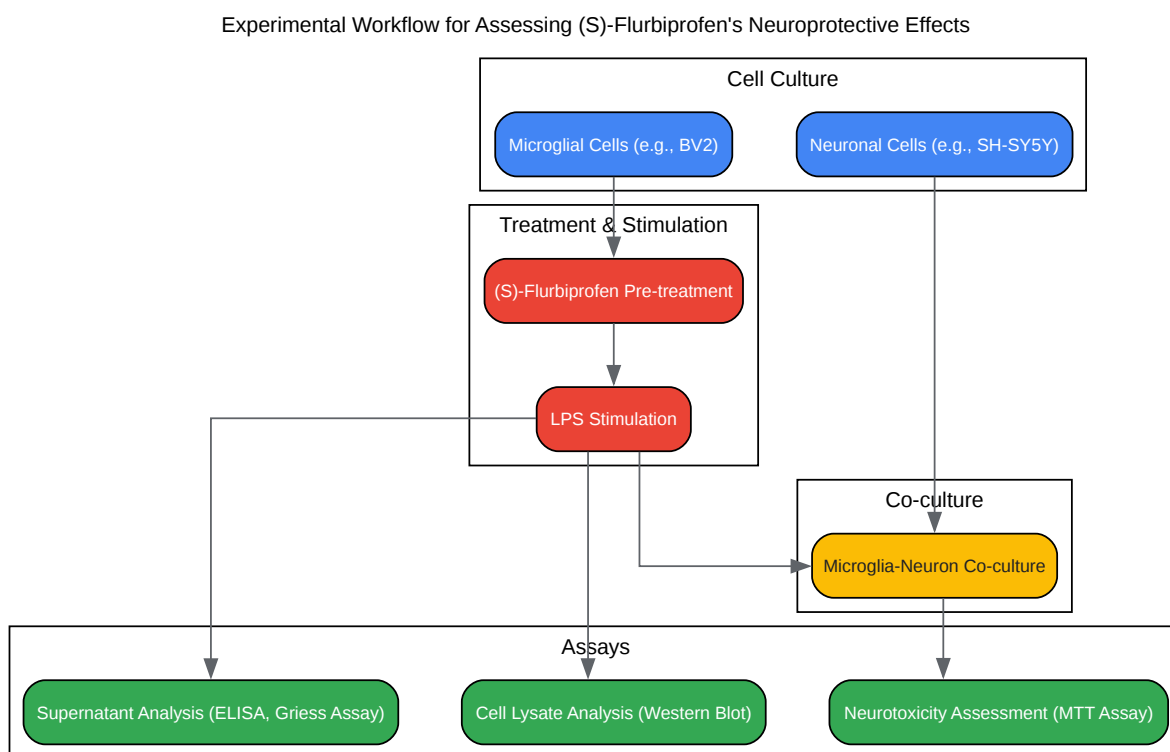 Experimental Workflow for Assessing (S)-Flurbiprofen's Neuroprotective Effects
Cell Culture
Microglial Cells (e.g., BV2)
Neuronal Cells (e.g., SH-SY5Y)
Treatment & Stimulation
(S)-Flurbiprofen Pre-treatment
LPS Stimulation
Co-culture
Microglia-Neuron Co-culture
Assays
Supernatant Analysis (ELISA, Griess Assay)
Cell Lysate Analysis (Western Blot)
Neurotoxicity Assessment (MTT Assay)